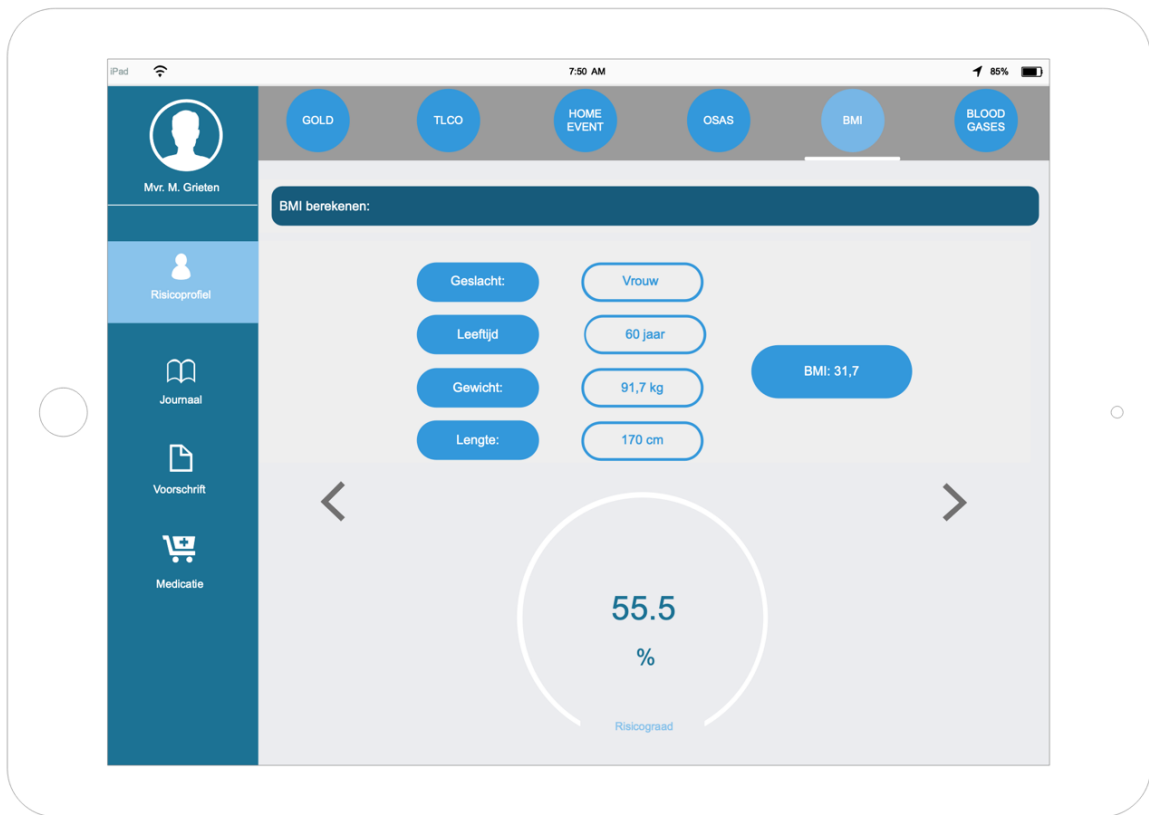 iPad
7:50 AM
85%
GOLD
TLCO
HOME
EVENT
OSAS
BMI
BLOOD
GASES
Mvr. M. Grieten
Risicoprofiel
Journaal
Voorschrift
Medicatie
BMI berekenen:
Geslacht:
Vrouw
Leeftijd
60 jaar
Gewicht:
91,7 kg
Lengte:
170 cm
BMI: 31,7
55.5
%
Risicograad